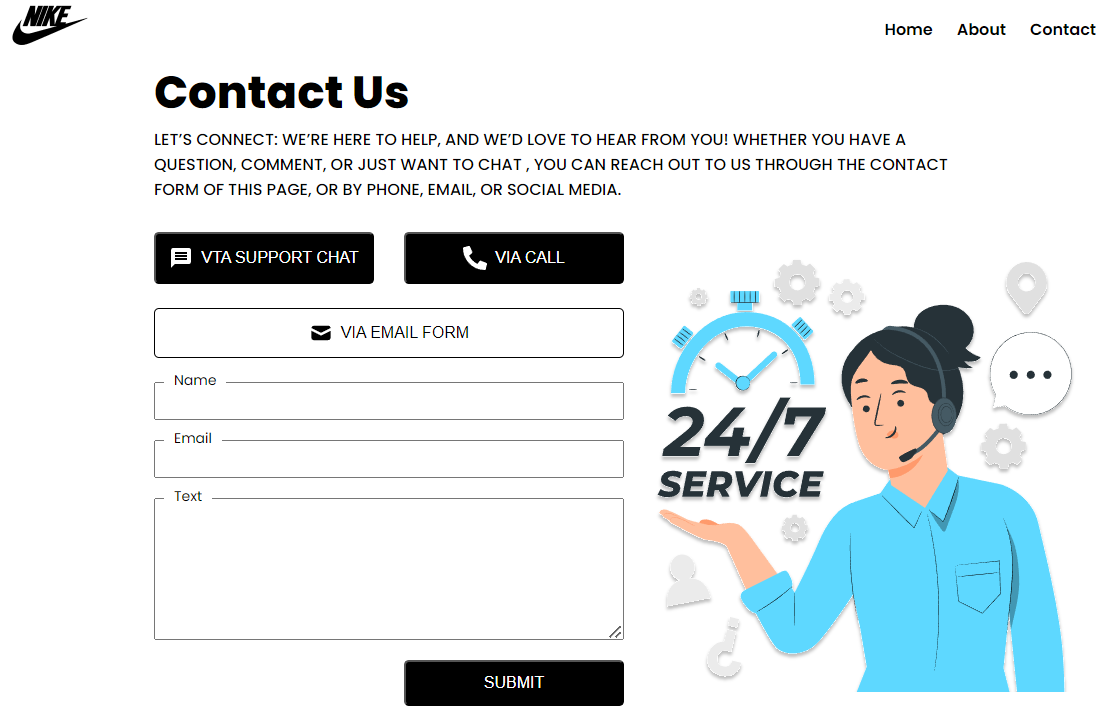 NIKE
Home About Contact
Contact Us
LET'S CONNECT: WE'RE HERE TO HELP, AND WE'D LOVE TO HEAR FROM YOU! WHETHER YOU HAVE A
QUESTION, COMMENT, OR JUST WANT TO CHAT , YOU CAN REACH OUT TO US THROUGH THE CONTACT
FORM OF THIS PAGE, OR BY PHONE, EMAIL, OR SOCIAL MEDIA.
VTA SUPPORT CHAT
VIA CALL
VIA EMAIL FORM
Name
Email
Text
SUBMIT
24/7
SERVICE